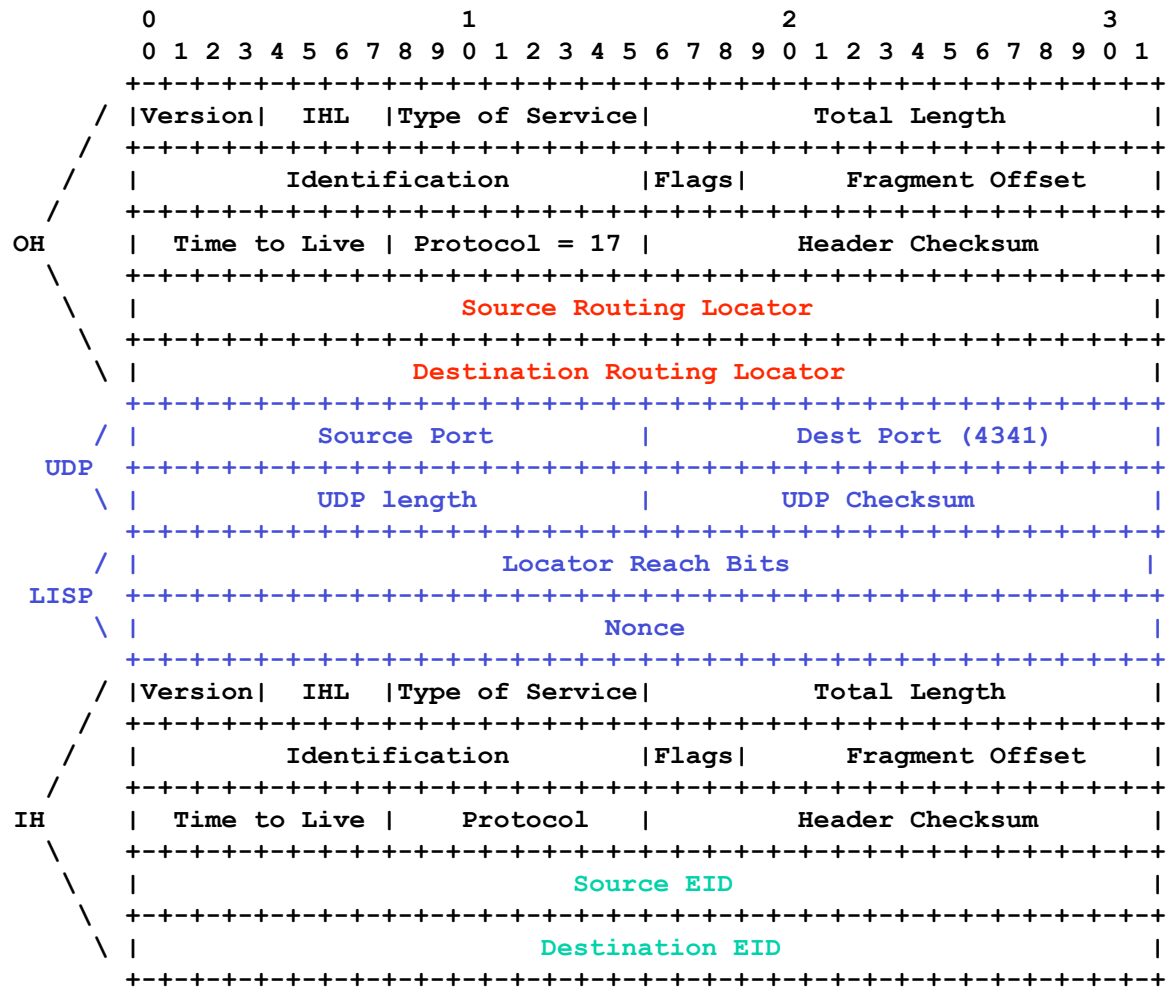 0 1 2 3
0 1 2 3 4 5 6 7 8 9 0 1 2 3 4 5 6 7 8 9 0 1 2 3 4 5 6 7 8 9 0 1
+-+-+-+-+-+-+-+-+-+-+-+-+-+-+-+-+-+-+-+-+-+-+-+-+-+-+-+-+-+-+-+-+
/ |Version| IHL |Type of Service| Total Length |
/ +-+-+-+-+-+-+-+-+-+-+-+-+-+-+-+-+-+-+-+-+-+-+-+-+-+-+-+-+-+-+-+-+
/ | Identification |Flags| Fragment Offset |
/ +-+-+-+-+-+-+-+-+-+-+-+-+-+-+-+-+-+-+-+-+-+-+-+-+-+-+-+-+-+-+-+-+
OH | Time to Live | Protocol = 17 | Header Checksum |
\ +-+-+-+-+-+-+-+-+-+-+-+-+-+-+-+-+-+-+-+-+-+-+-+-+-+-+-+-+-+-+-+-+
\ | Source Routing Locator |
\ +-+-+-+-+-+-+-+-+-+-+-+-+-+-+-+-+-+-+-+-+-+-+-+-+-+-+-+-+-+-+-+-+
\ | Destination Routing Locator |
+-+-+-+-+-+-+-+-+-+-+-+-+-+-+-+-+-+-+-+-+-+-+-+-+-+-+-+-+-+-+-+-+
/ | Source Port | Dest Port (4341) |
UDP +-+-+-+-+-+-+-+-+-+-+-+-+-+-+-+-+-+-+-+-+-+-+-+-+-+-+-+-+-+-+-+-+
\ | UDP length | UDP Checksum |
+-+-+-+-+-+-+-+-+-+-+-+-+-+-+-+-+-+-+-+-+-+-+-+-+-+-+-+-+-+-+-+-+
/ | Locator Reach Bits |
LISP +-+-+-+-+-+-+-+-+-+-+-+-+-+-+-+-+-+-+-+-+-+-+-+-+-+-+-+-+-+-+-+-+
\ | Nonce |
+-+-+-+-+-+-+-+-+-+-+-+-+-+-+-+-+-+-+-+-+-+-+-+-+-+-+-+-+-+-+-+-+
/ |Version| IHL |Type of Service| Total Length |
/ +-+-+-+-+-+-+-+-+-+-+-+-+-+-+-+-+-+-+-+-+-+-+-+-+-+-+-+-+-+-+-+-+
/ | Identification |Flags| Fragment Offset |
/ +-+-+-+-+-+-+-+-+-+-+-+-+-+-+-+-+-+-+-+-+-+-+-+-+-+-+-+-+-+-+-+-+
IH | Time to Live | Protocol | Header Checksum |
\ +-+-+-+-+-+-+-+-+-+-+-+-+-+-+-+-+-+-+-+-+-+-+-+-+-+-+-+-+-+-+-+-+
\ | Source EID |
\ +-+-+-+-+-+-+-+-+-+-+-+-+-+-+-+-+-+-+-+-+-+-+-+-+-+-+-+-+-+-+-+-+
\ | Destination EID |
+-+-+-+-+-+-+-+-+-+-+-+-+-+-+-+-+-+-+-+-+-+-+-+-+-+-+-+-+-+-+-+-+